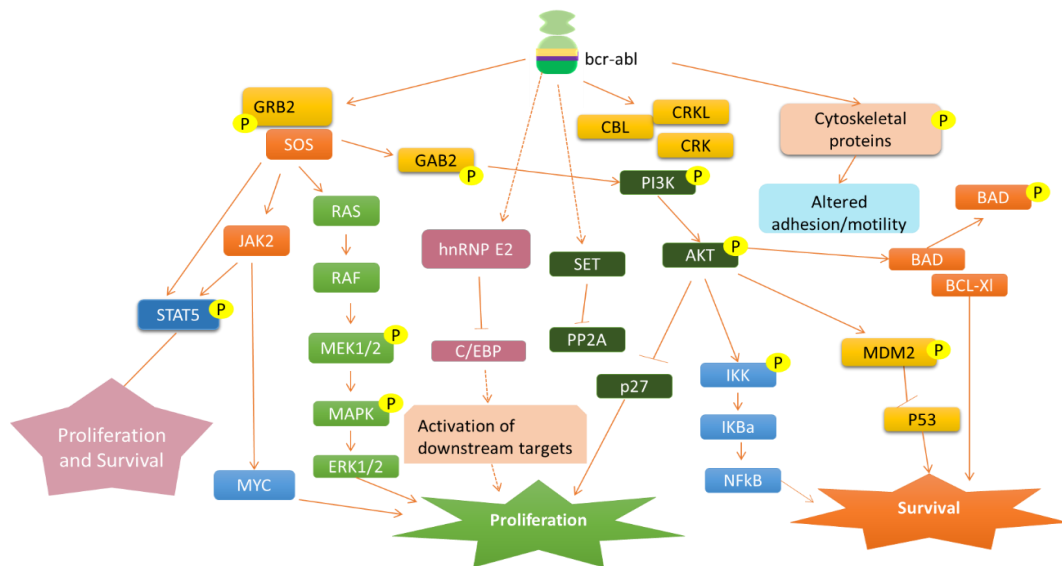 bcr-abl
GRB2
P
SOS
CRKL
CBL
CRK
Cytoskeletal
proteins
P
GAB2
P
PI3K
P
RAS
Altered
adhesion/motility
BAD
P
JAK2
hnRNP E2
SET
AKT
P
BAD
RAF
BCL-Xl
STAT5
P
MEK1/2
P
C/EBP
PP2A
MDM2
P
IKK
P
p27
MAPK
P
Activation of
downstream targets
IKBa
P53
Proliferation
and Survival
ERK1/2
MYC
NFkB
Proliferation
Survival